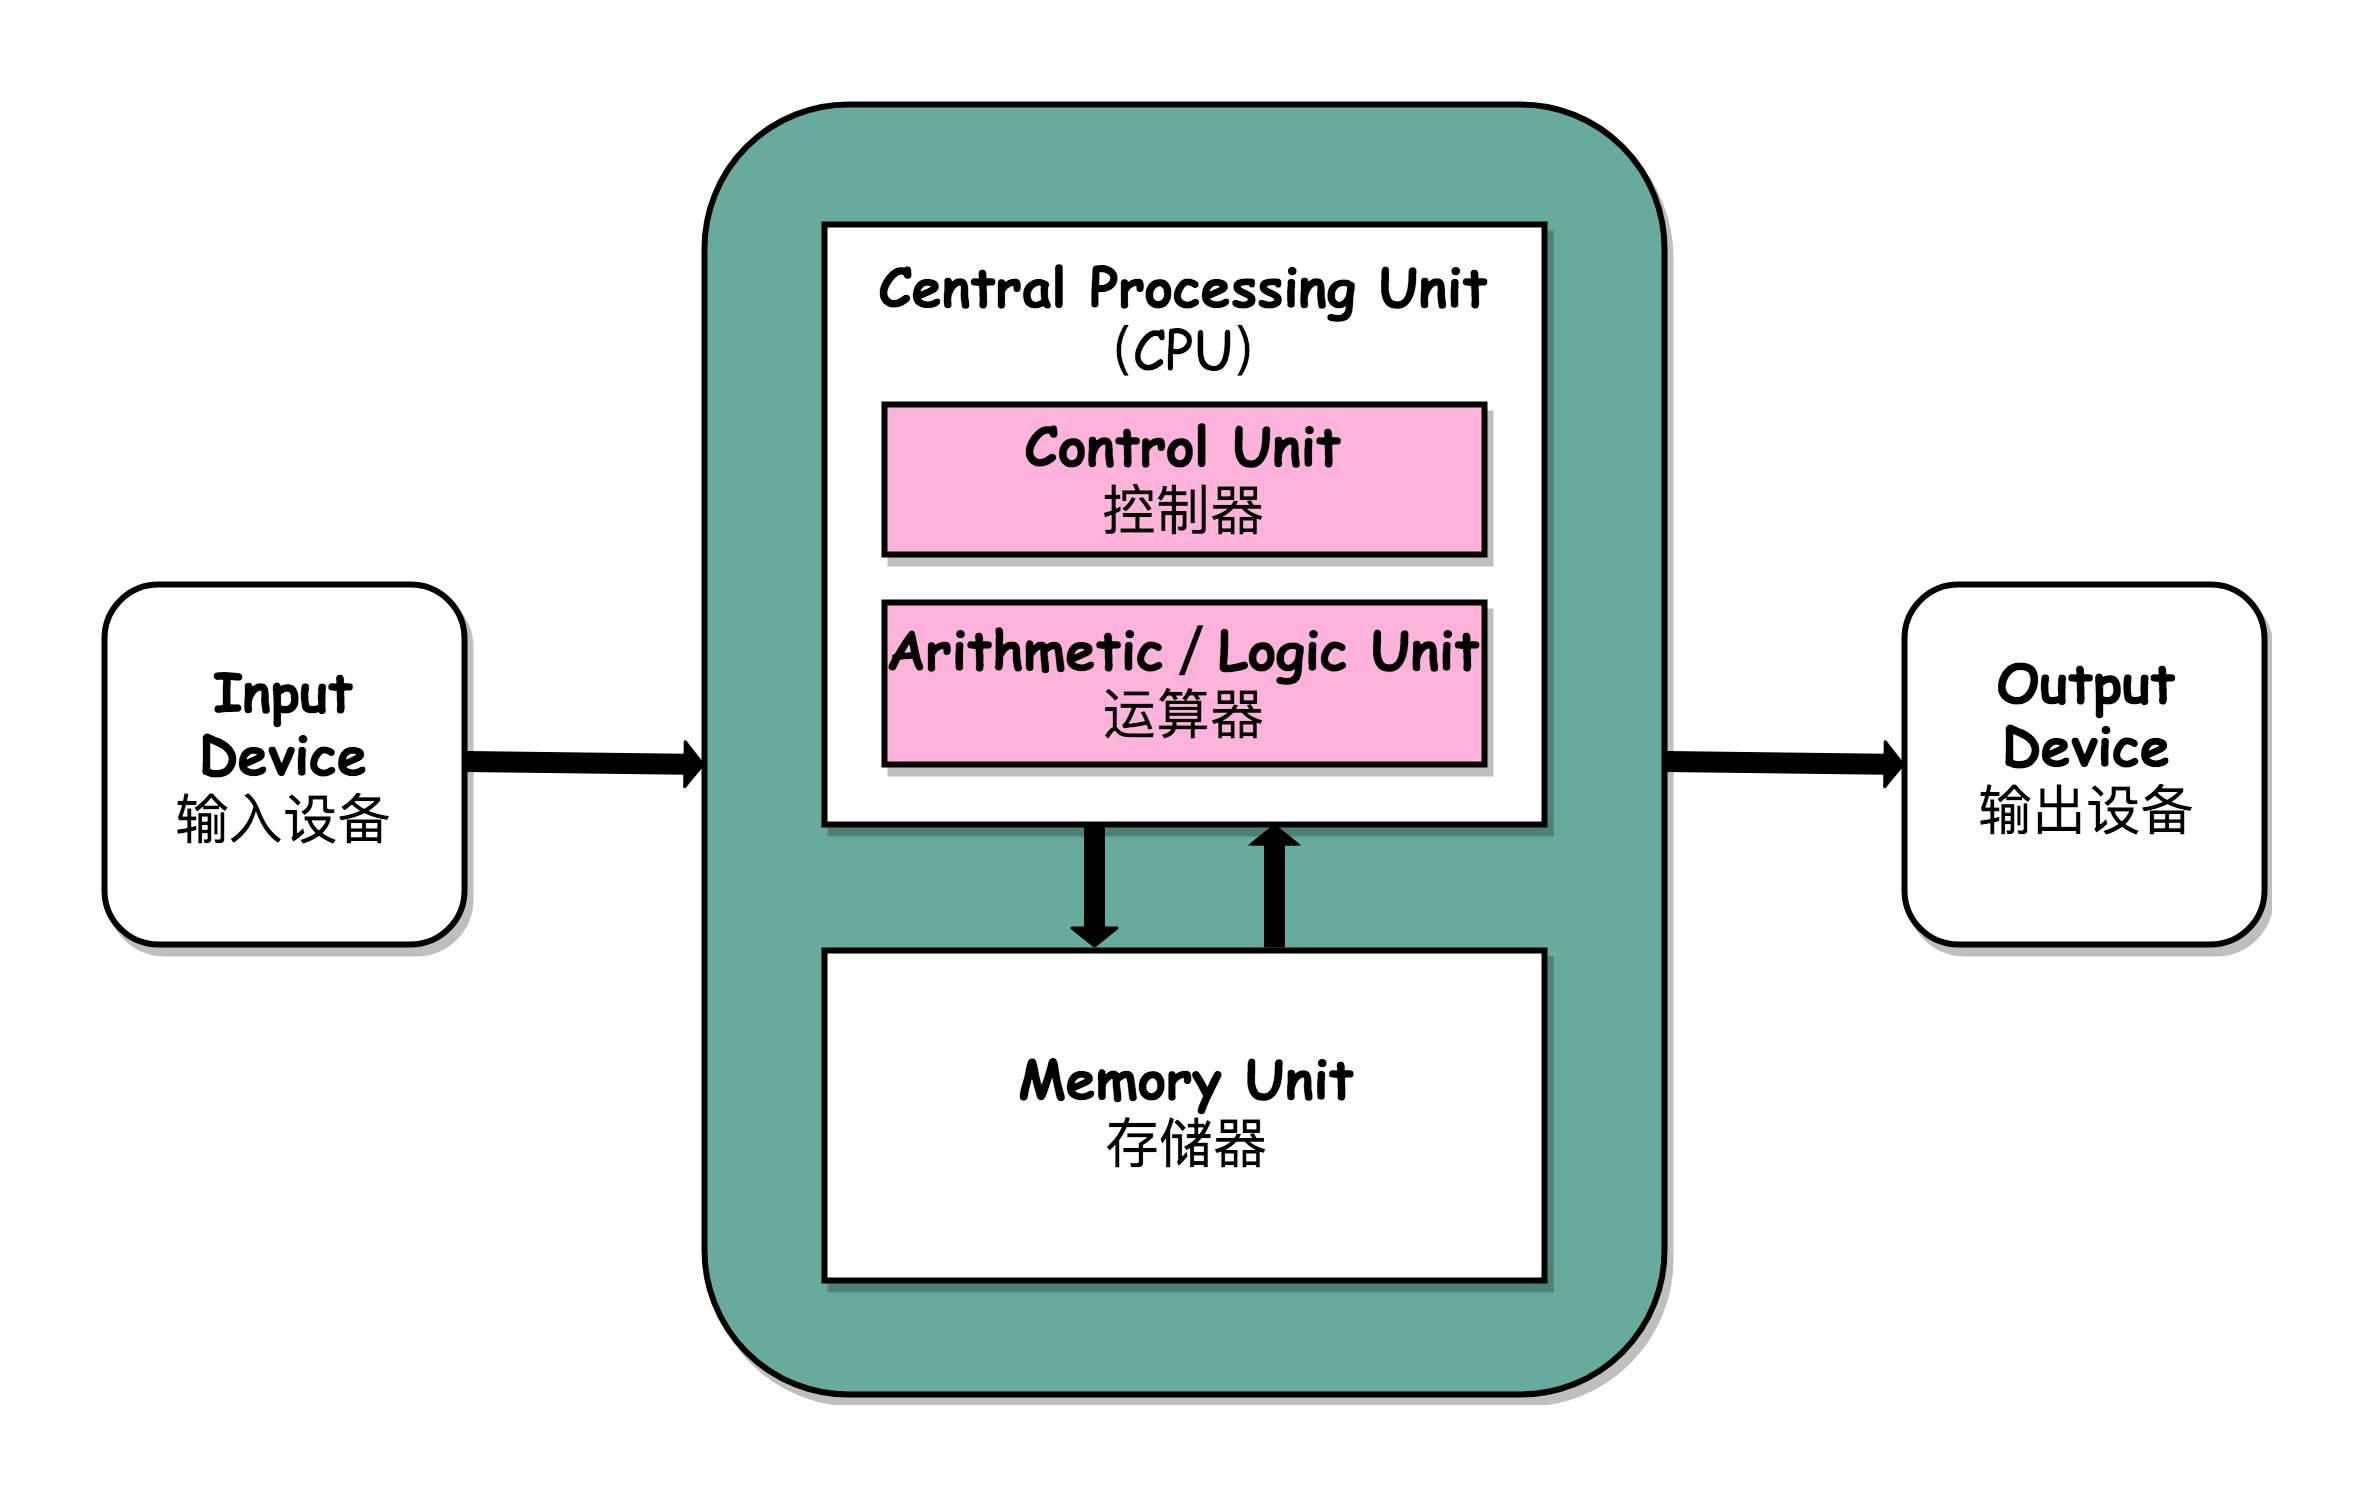 Input
Device
输入设备
Central Processing Unit
(CPU)
Control Unit
控制器
Arithmetic / Logic Unit
运算器
Memory Unit
存储器
Output
Device
输出设备